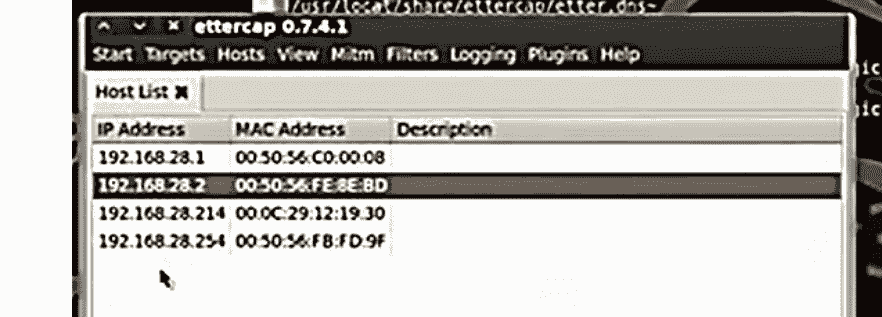 /usr/local/share/ettercap/etter.dns~
ettercap 0.7.4.1
Start Targets Hosts View Mitm Filters Logging Plugins Help
Host List
IP Address MAC Address Description
192.168.28.1 00:50:56:C0:00:08
192.168.28.2 00:50:56:FE:8E:BD
192.168.28.214 00:0C:29:12:19:30
192.168.28.254 00:50:56:FB:FD:9F